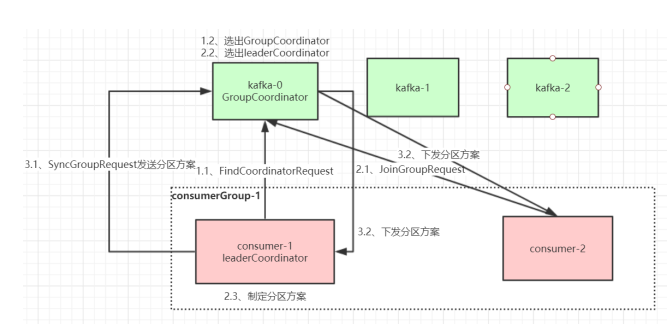 1.2、选出GroupCoordinator
2.2、选出leaderCoordinator
kafka-0
GroupCoordinator
kafka-1
kafka-2
3.1、SyncGroupRequest发送分区方案
1.1、FindCoordinatorRequest
3.2、下发分区方案
2.1、JoinGroupRequest
consumerGroup-1
consumer-1
leaderCoordinator
3.2、下发分区方案
consumer-2
2.3、制定分区方案